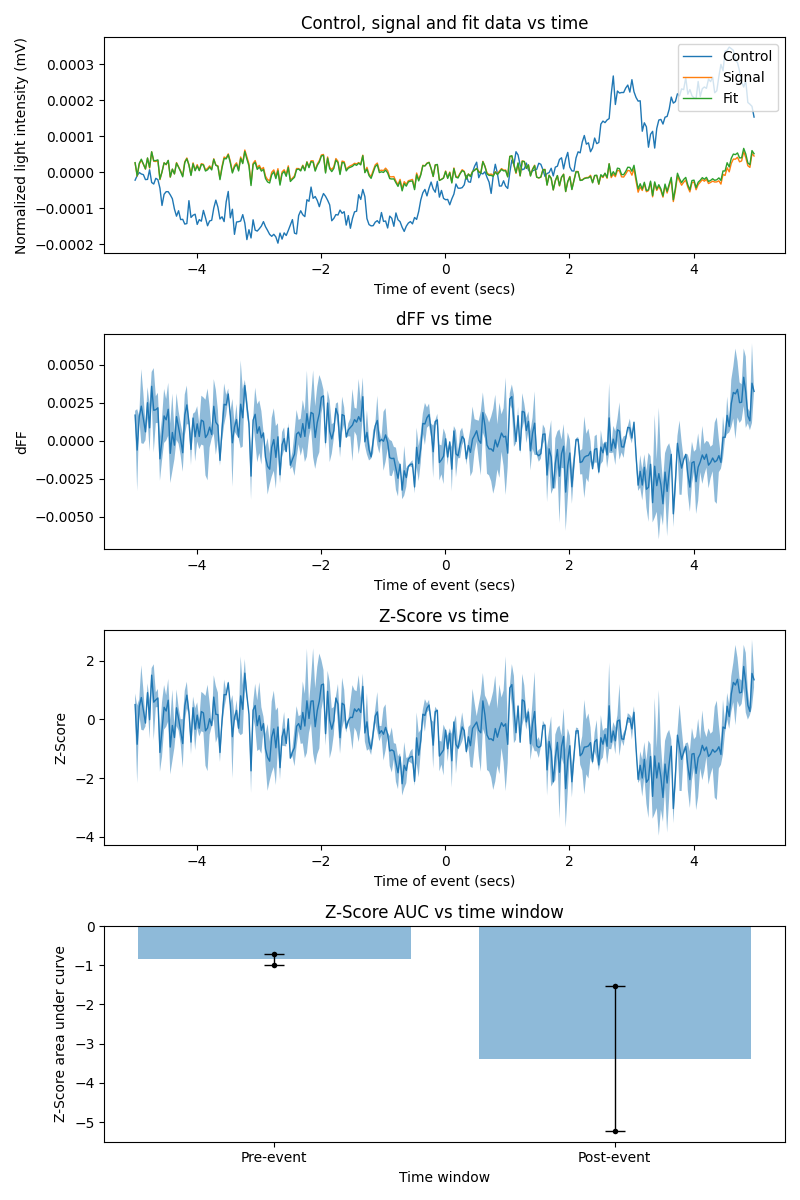 Control, signal and fit data vs time
Normalized light intensity (mV)
0.0003
0.0002
0.0001
0.0000
−0.0001
−0.0002
Control
Signal
Fit
−4
−2
0
2
4
Time of event (secs)
dFF vs time
dFF
0.0050
0.0025
0.0000
−0.0025
−0.0050
−4
−2
0
2
4
Time of event (secs)
Z-Score vs time
Z-Score
2
0
−2
−4
−4
−2
0
2
4
Time of event (secs)
Z-Score AUC vs time window
Z-Score area under curve
0
−1
−2
−3
−4
−5
Pre-event
Post-event
Time window